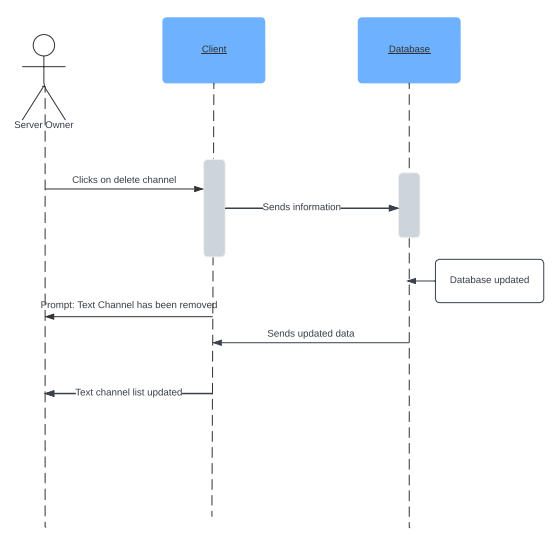 Client
Database
Server Owner
Clicks on delete channel
Sends information
Database updated
Prompt: Text Channel has been removed
Sends updated data
Text channel list updated